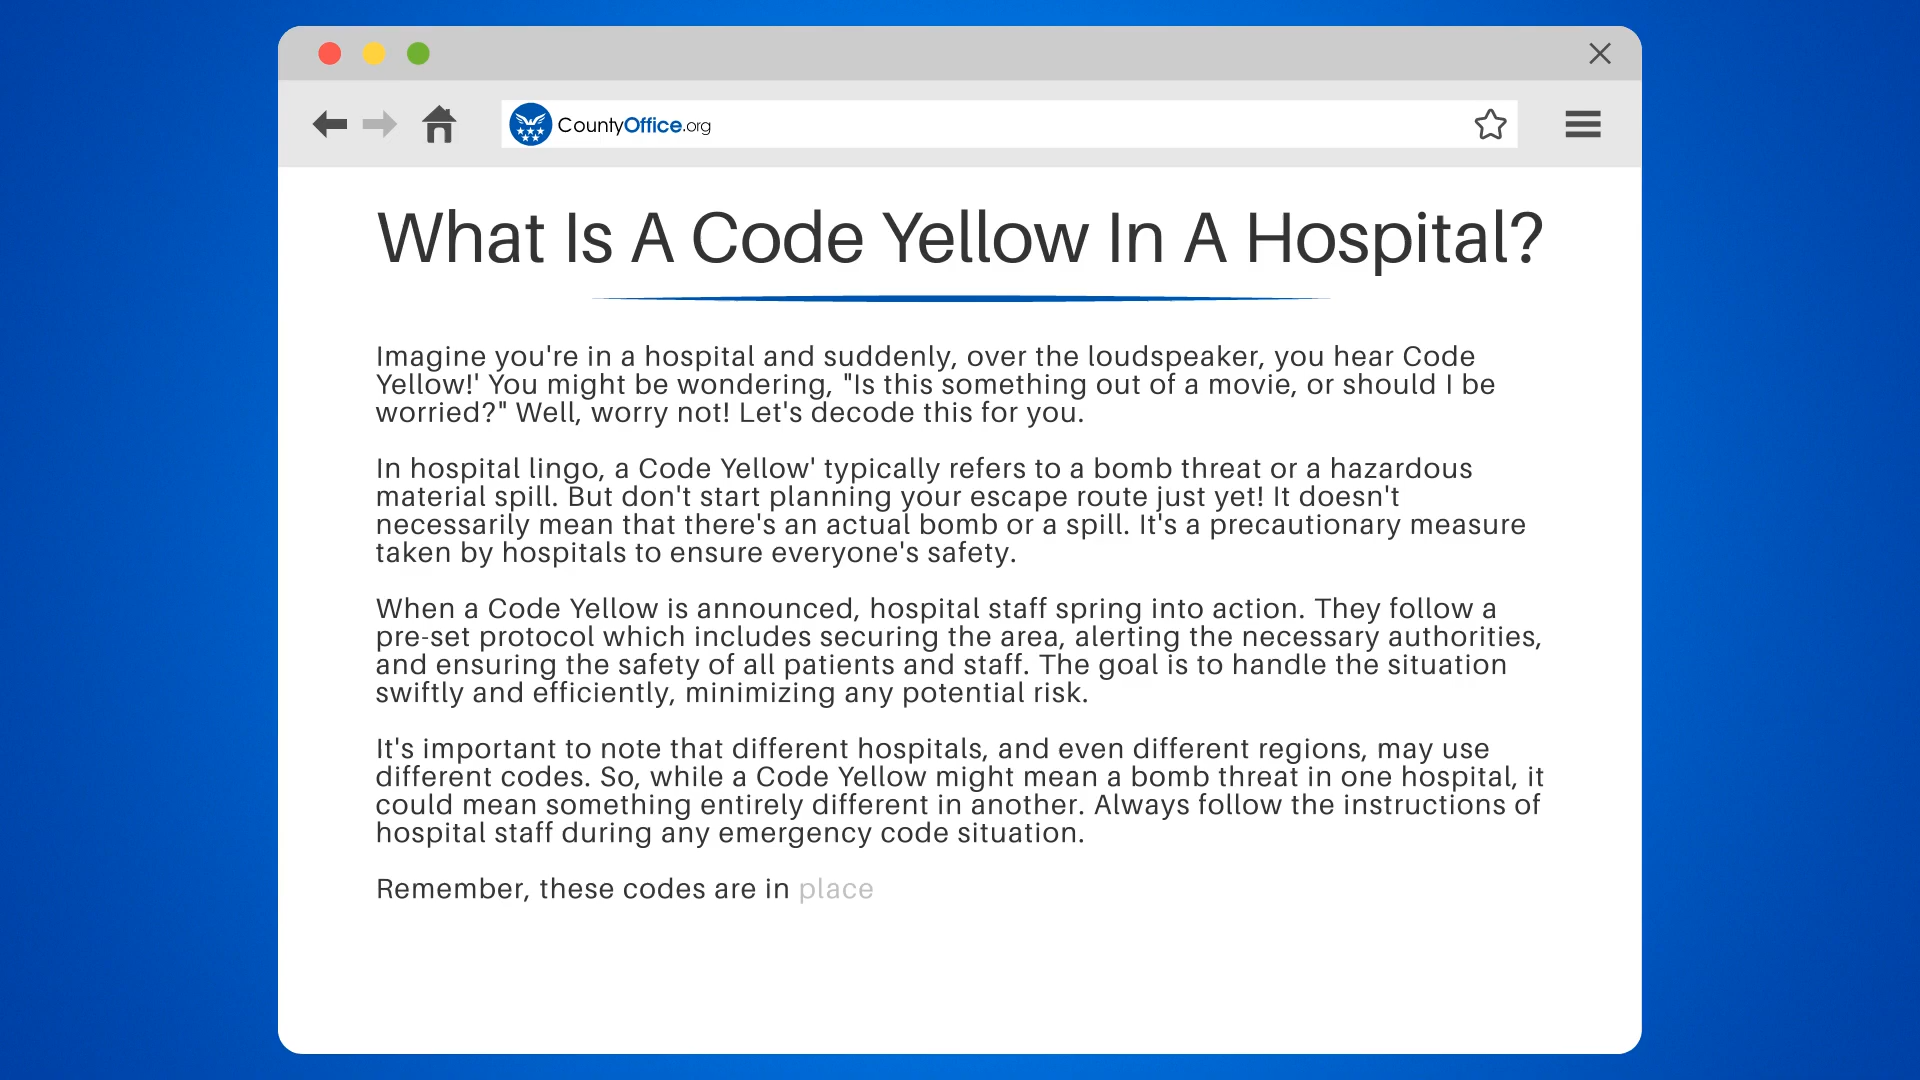 CountyOffice.org
What Is A Code Yellow In A Hospital?
Imagine you're in a hospital and suddenly, over the loudspeaker, you hear Code
Yellow!' You might be wondering, "Is this something out of a movie, or should I be
worried?" Well, worry not! Let's decode this for you.
In hospital lingo, a Code Yellow' typically refers to a bomb threat or a hazardous
material spill. But don't start planning your escape route just yet! It doesn't
necessarily mean that there's an actual bomb or a spill. It's a precautionary measure
taken by hospitals to ensure everyone's safety.
When a Code Yellow is announced, hospital staff spring into action. They follow a
pre-set protocol which includes securing the area, alerting the necessary authorities,
and ensuring the safety of all patients and staff. The goal is to handle the situation
swiftly and efficiently, minimizing any potential risk.
It's important to note that different hospitals, and even different regions, may use
different codes. So, while a Code Yellow might mean a bomb threat in one hospital, it
could mean something entirely different in another. Always follow the instructions of
hospital staff during any emergency code situation.
Remember, these codes are in place